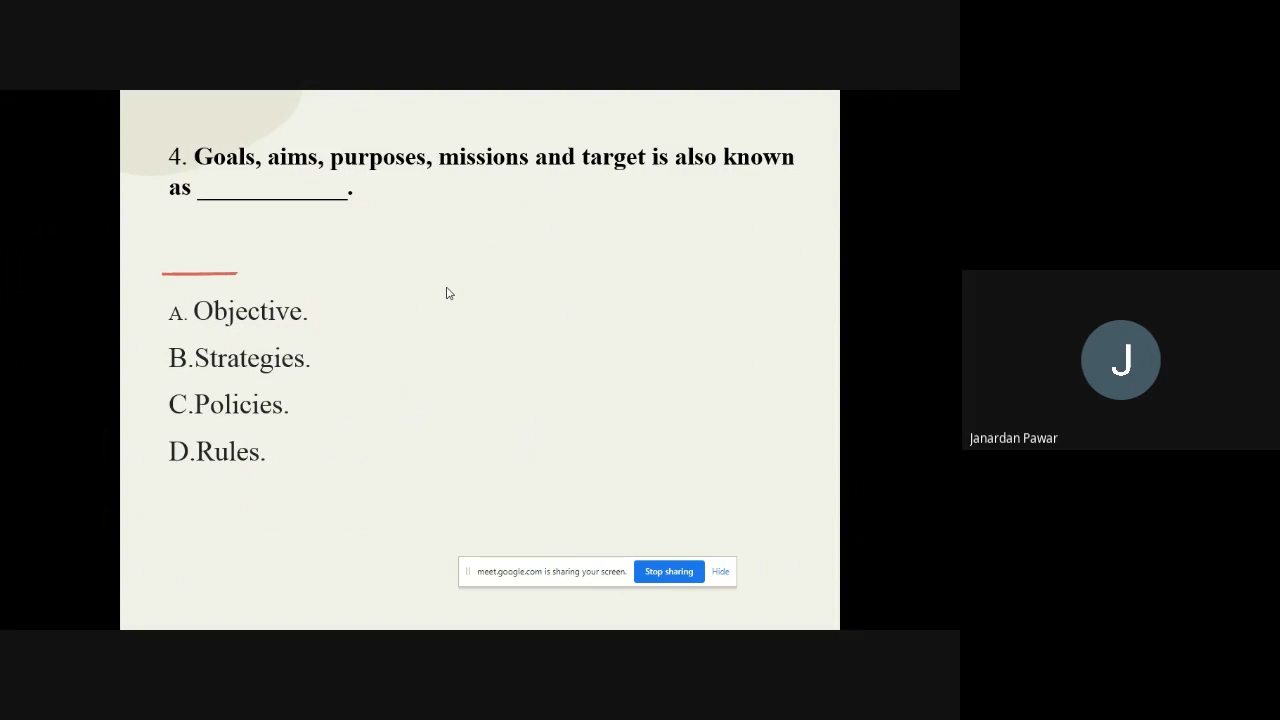 4. Goals, aims, purposes, missions and target is also known
as ____________.
A. Objective.
B.Strategies.
C.Policies.
D.Rules.
meet.google.com is sharing your screen. Stop sharing Hide
J
Janardan Pawar